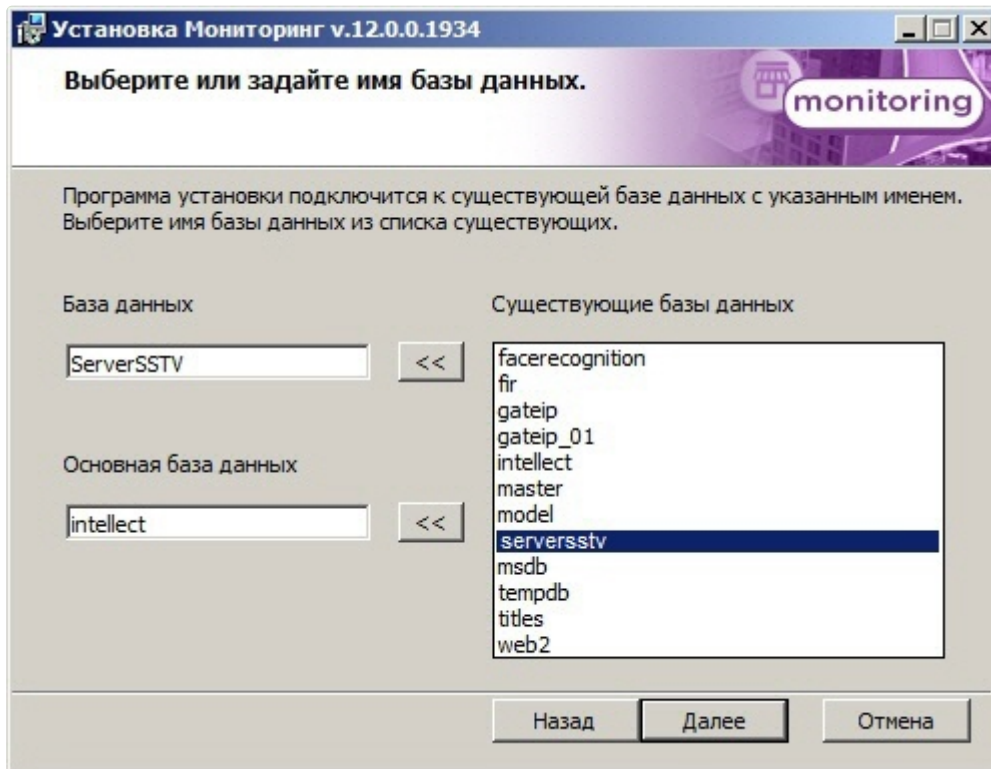 Установка Мониторинг v.12.0.0.1934
Выберите или задайте имя базы данных.
monitoring
Программа установки подключится к существующей базе данных с указанным именем.
Выберите имя базы данных из списка существующих.
База данных
ServerSSTV
<<
Основная база данных
intellect
<<
Существующие базы данных
facerecognition
fir
gateip
gateip_01
intellect
master
model
serversstv
msdb
tempdb
titles
web2
Назад Далее Отмена